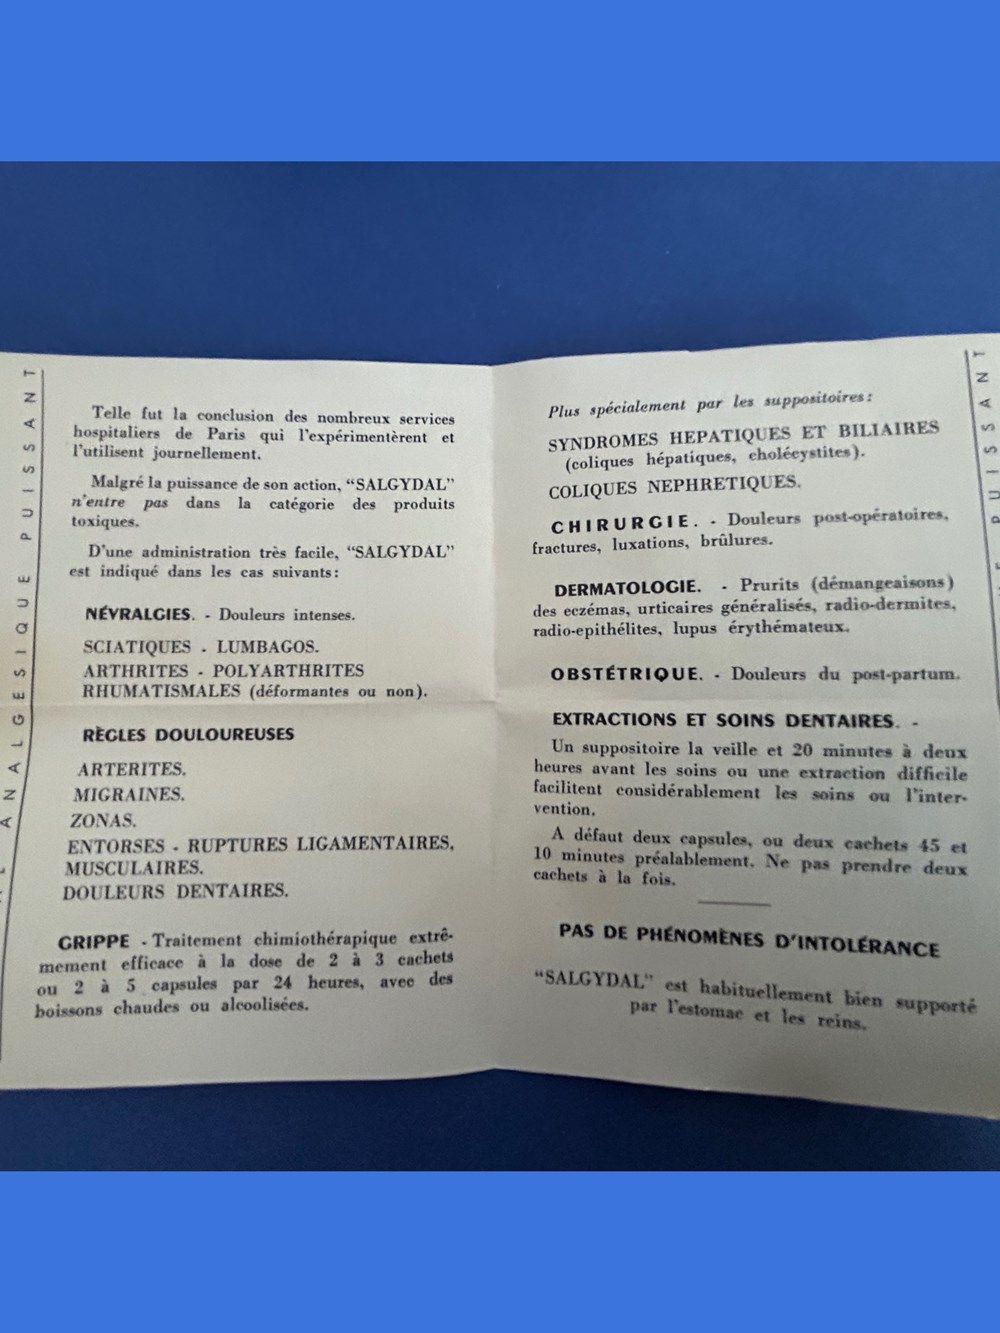 ANALGESIQUE PUISSANT
Telle fut la conclusion des nombreux services
hospitaliers de Paris qui l'expérimentèrent et
l'utilisent journellement.
Malgré la puissance de son action, "SALGYDAL"
n'entre pas dans la catégorie des produits
toxiques.
D'une administration très facile, "SALGYDAL"
est indiqué dans les cas suivants:
NÉVRALGIES. - Douleurs intenses.
SCIATIQUES - LUMBAGOS.
ARTHRITES - POLYARTHRITES
RHUMATISMALES (déformantes ou non).
RÈGLES DOULOUREUSES
ARTERITES.
MIGRAINES.
ZONAS.
ENTORSES - RUPTURES LIGAMENTAIRES,
MUSCULAIRES.
DOULEURS DENTAIRES.
GRIPPE - Traitement chimiothérapique extrê-
mement efficace à la dose de 2 à 3 cachets
ou 2 à 5 capsules par 24 heures, avec des
boissons chaudes ou alcoolisées.
Plus spécialement par les suppositoires:
SYNDROMES HEPATIQUES ET BILIAIRES
(coliques hépatiques, cholécystites).
COLIQUES NEPHRETIQUES.
CHIRURGIE. - Douleurs post-opératoires,
fractures, luxations, brûlures.
DERMATOLOGIE. - Prurits (démangeaisons)
des eczémas, urticaires généralisés, radio-dermites,
radio-epithélites, lupus érythémateux.
OBSTÉTRIQUE. - Douleurs du post-partum.
EXTRACTIONS ET SOINS DENTAIRES. -
Un suppositoire la veille et 20 minutes à deux
heures avant les soins ou une extraction difficile
facilitent considérablement les soins ou l'inter-
vention.
A défaut deux capsules, ou deux cachets 45 et
10 minutes préalablement. Ne pas prendre deux
cachets à la fois.
PAS DE PHÉNOMÈNES D'INTOLÉRANCE
"SALGYDAL" est habituellement bien supporté
par l'estomac et les reins.
PUISSANT